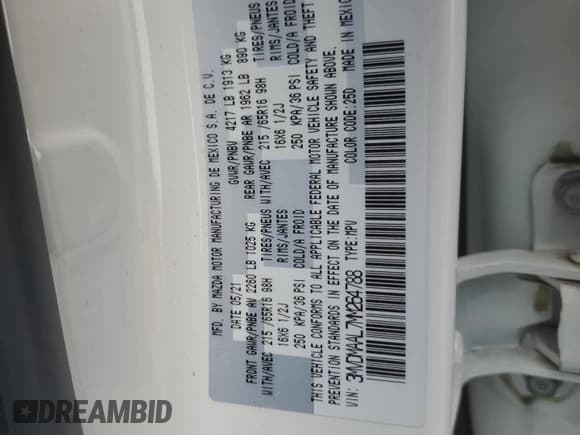 MFD. BY MAZDA MOTOR MANUFACTURING DE MEXICO S.A. DE C.V.
DATE 05/21 GVWR/PNBV 4217 LB 1913 KG
FRONT GAWR/PNBE AV 2260 LB 1025 KG REAR GAWR/PNBE AR 1962 LB 890 KG
WITH/AVEC 215 /65R16 98H TIRES/PNEUS WITH/AVEC 215 /65R16 98H TIRES/PNEUS
16X6 1/2J RIMS/JANTES 16X6 1/2J RIMS/JANTES
250 KPA/36 PSI COLD/A FROID 250 KPA/36 PSI COLD/A FROID
THIS VEHICLE CONFORMS TO ALL APPLICABLE FEDERAL MOTOR VEHICLE SAFETY AND THEFT
PREVENTION STANDARDS IN EFFECT ON THE DATE OF MANUFACTURE SHOWN ABOVE.
VIN: 3MVDMAAL7MM264788 TYPE:MPV COLOR CODE:25D MADE IN MEXICO
DREAMBID